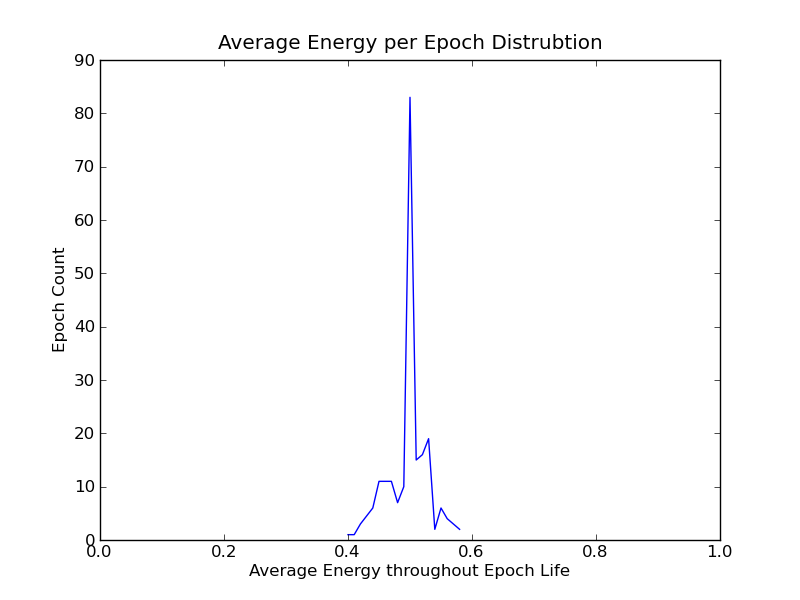 Average Energy per Epoch Distrubtion
90
80
70
60
50
40
30
20
10
0
Epoch Count
0.0 0.2 0.4 0.6 0.8 1.0
Average Energy throughout Epoch Life